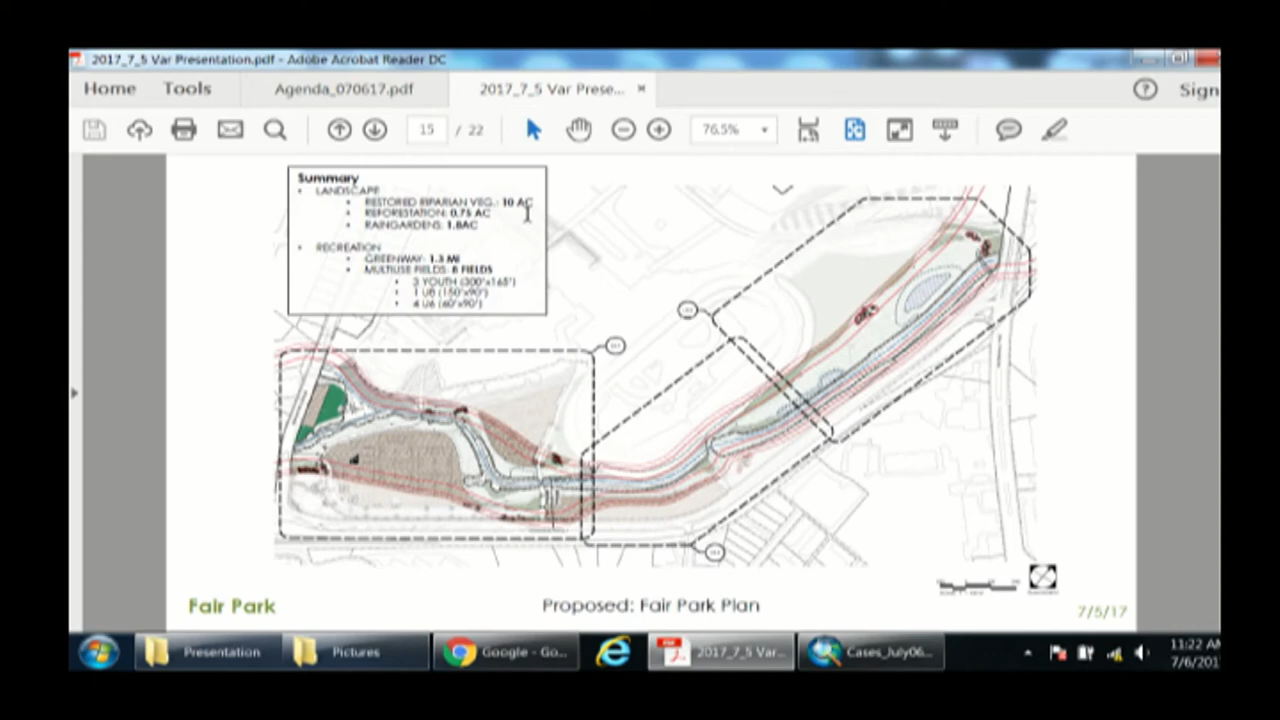 2017_7_5 Var Presentation.pdf - Adobe Acrobat Reader DC
Home Tools Agenda_070617.pdf 2017_7_5 Var Prese... × ? Sign
15 / 22 76.5%
Summary
• LANDSCAPE
• RESTORED RIPARIAN VEG.: 10 AC
• REFORESTATION: 0.75 AC
• RAINGARDENS: 1.8AC
• RECREATION
• GREENWAY: 1.3 MI
• MULTIUSE FIELDS: 8 FIELDS
• 3 YOUTH (300'x165')
• 1 U8 (150'x90')
• 4 U6 (60'x90')
Fair Park
Proposed: Fair Park Plan
7/5/17
Presentation Pictures Google - Go... 2017_7_5 Var... Cases_July06...
11:22 AM
7/6/201